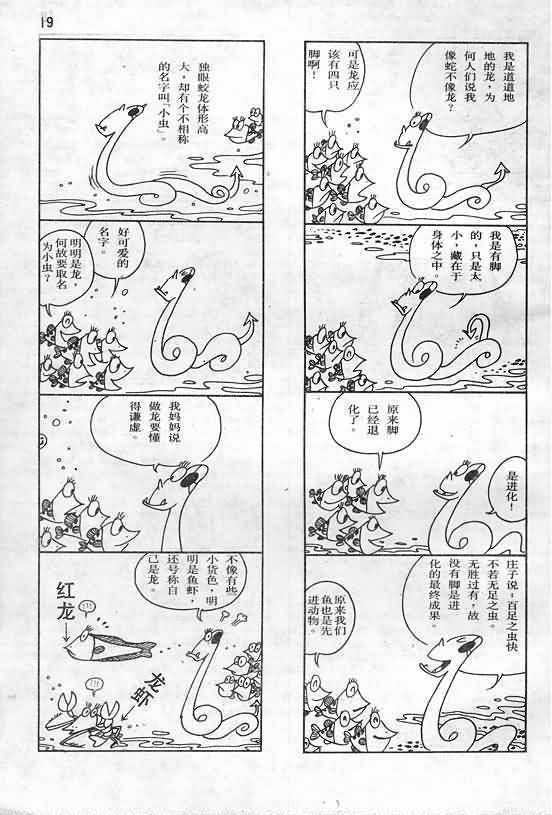 19
我是道道地
地的龙，为
何人们说我
像蛇不像龙？
可是龙应
该有四只
脚啊！
我是有脚
的，只是太
小，藏在于
身体之中。
原来脚
已经退
化了。
是进化！
庄子说：百足之虫快
不若无足之虫。
无胜过有，故
没有脚是进
化的最终成果。
原来我们
鱼也是先
进动物。
独眼蛟龙体形高
大，却有个不相称
的名字叫「小虫」。
好可爱的
名字。
明明是龙，
何故要取名
为小虫？
我妈妈说
做龙要懂
得谦虚。
不像有些
小货色，明
明是鱼虾，
还号称自
己是龙。
红龙
!!!
龙虾
!!!